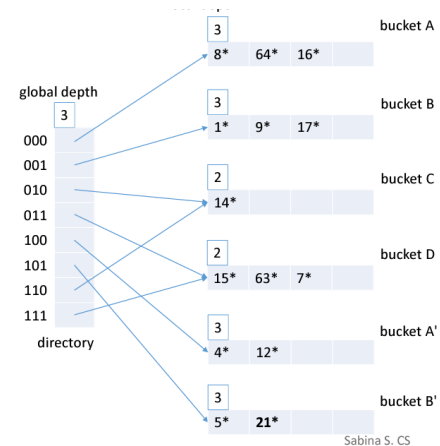 3 bucket A
8* 64* 16*
global depth
3
3 bucket B
1* 9* 17*
000
001
010
011
100
101
110
111
directory
2 bucket C
14*
2 bucket D
15* 63* 7*
3 bucket A'
4* 12*
3 bucket B'
5* 21*
Sabina S. CS